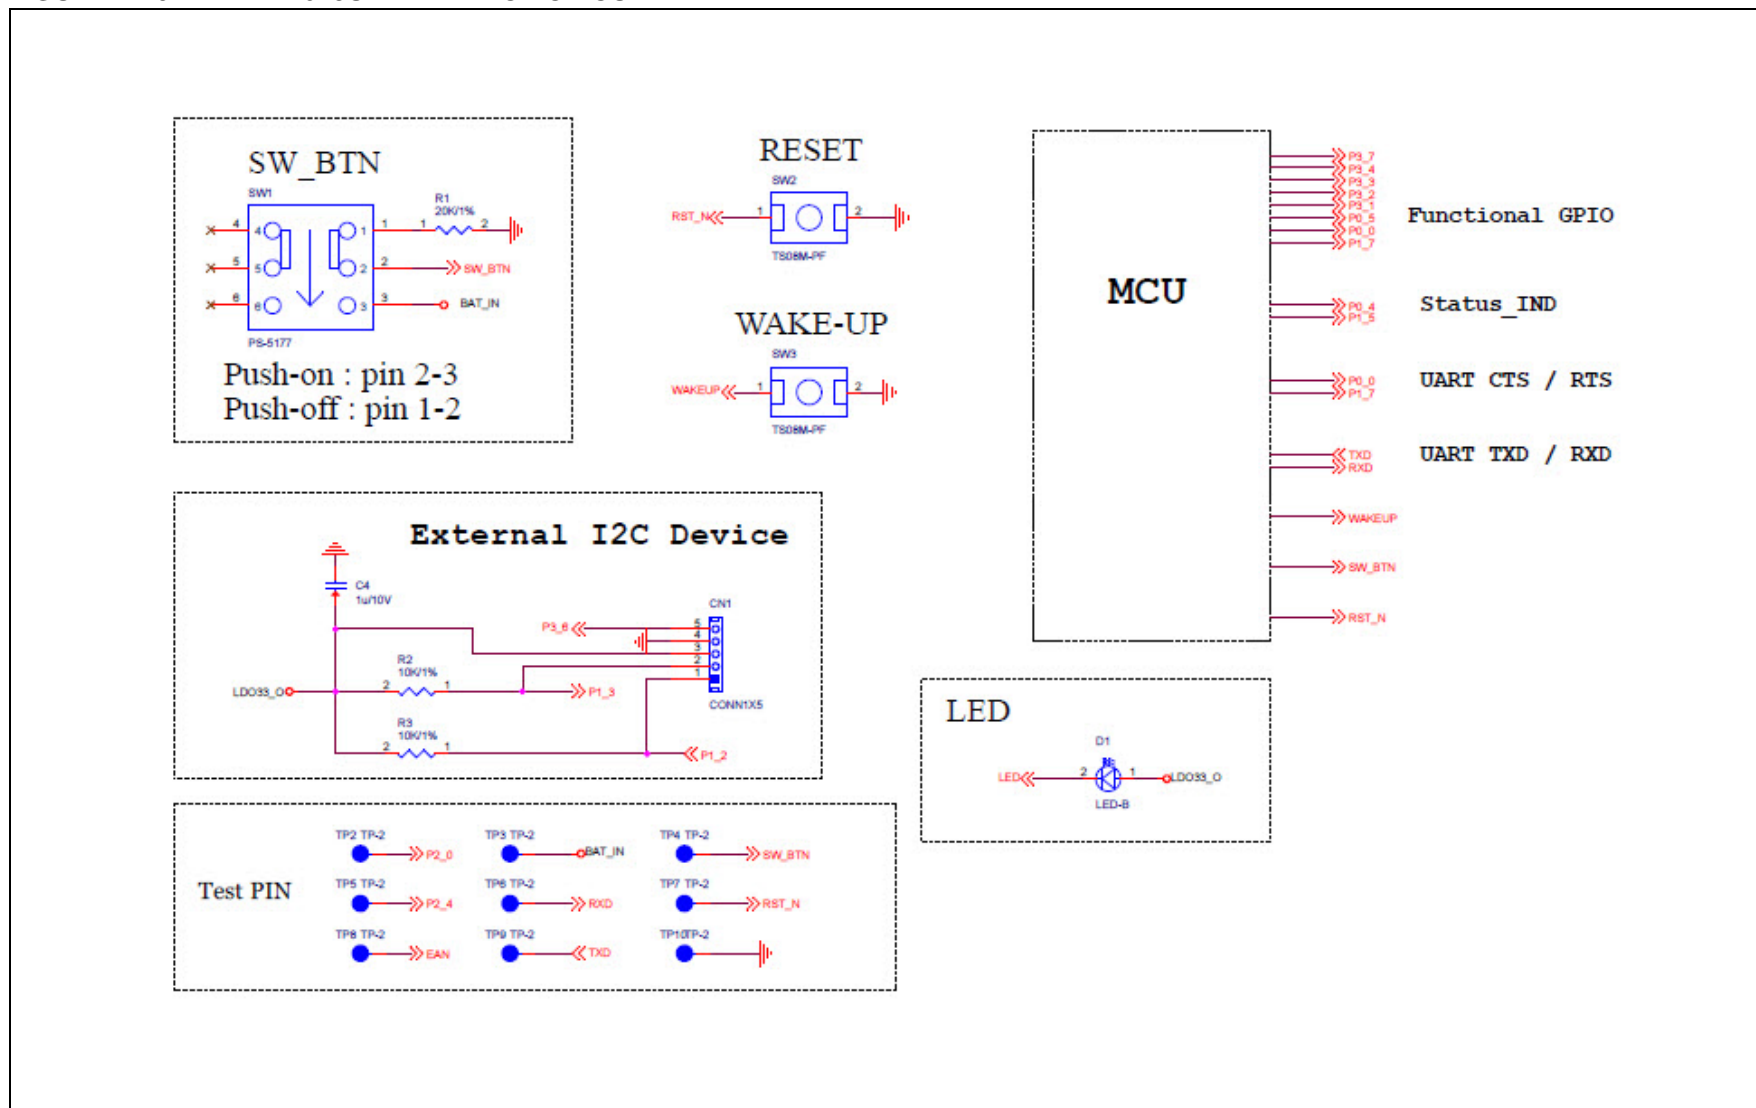 SW_BTN
SW1
R1
20K/1%
4 4 1 1 1 2
5 5 2 2 SW_BTN
6 6 3 3 BAT_IN
PS-5177
Push-on : pin 2-3
Push-off : pin 1-2
RESET
SW2
RST_N 1 2
TS08M-PF
WAKE-UP
SW3
WAKEUP 1 2
TS08M-PF
MCU
P3_7
P3_4
P3_3
P3_2
P3_1
P0_5
P0_0
P1_7
Functional GPIO
P0_4
P1_5
Status_IND
P0_0
P1_7
UART CTS / RTS
TXD
RXD
UART TXD / RXD
WAKEUP
SW_BTN
RST_N
External I2C Device
C4
1u/10V
CN1
P3_6 5
4
3
2
1
R2
10K/1%
LDO33_O 2 1 P1_3
CONN1X5
R3
10K/1%
2 1 P1_2
LED
D1
LED 2 1 LDO33_O
LED-B
Test PIN
TP2 TP-2 TP3 TP-2 TP4 TP-2
P2_0 BAT_IN SW_BTN
TP5 TP-2 TP6 TP-2 TP7 TP-2
P2_4 RXD RST_N
TP8 TP-2 TP9 TP-2 TP10TP-2
EAN TXD